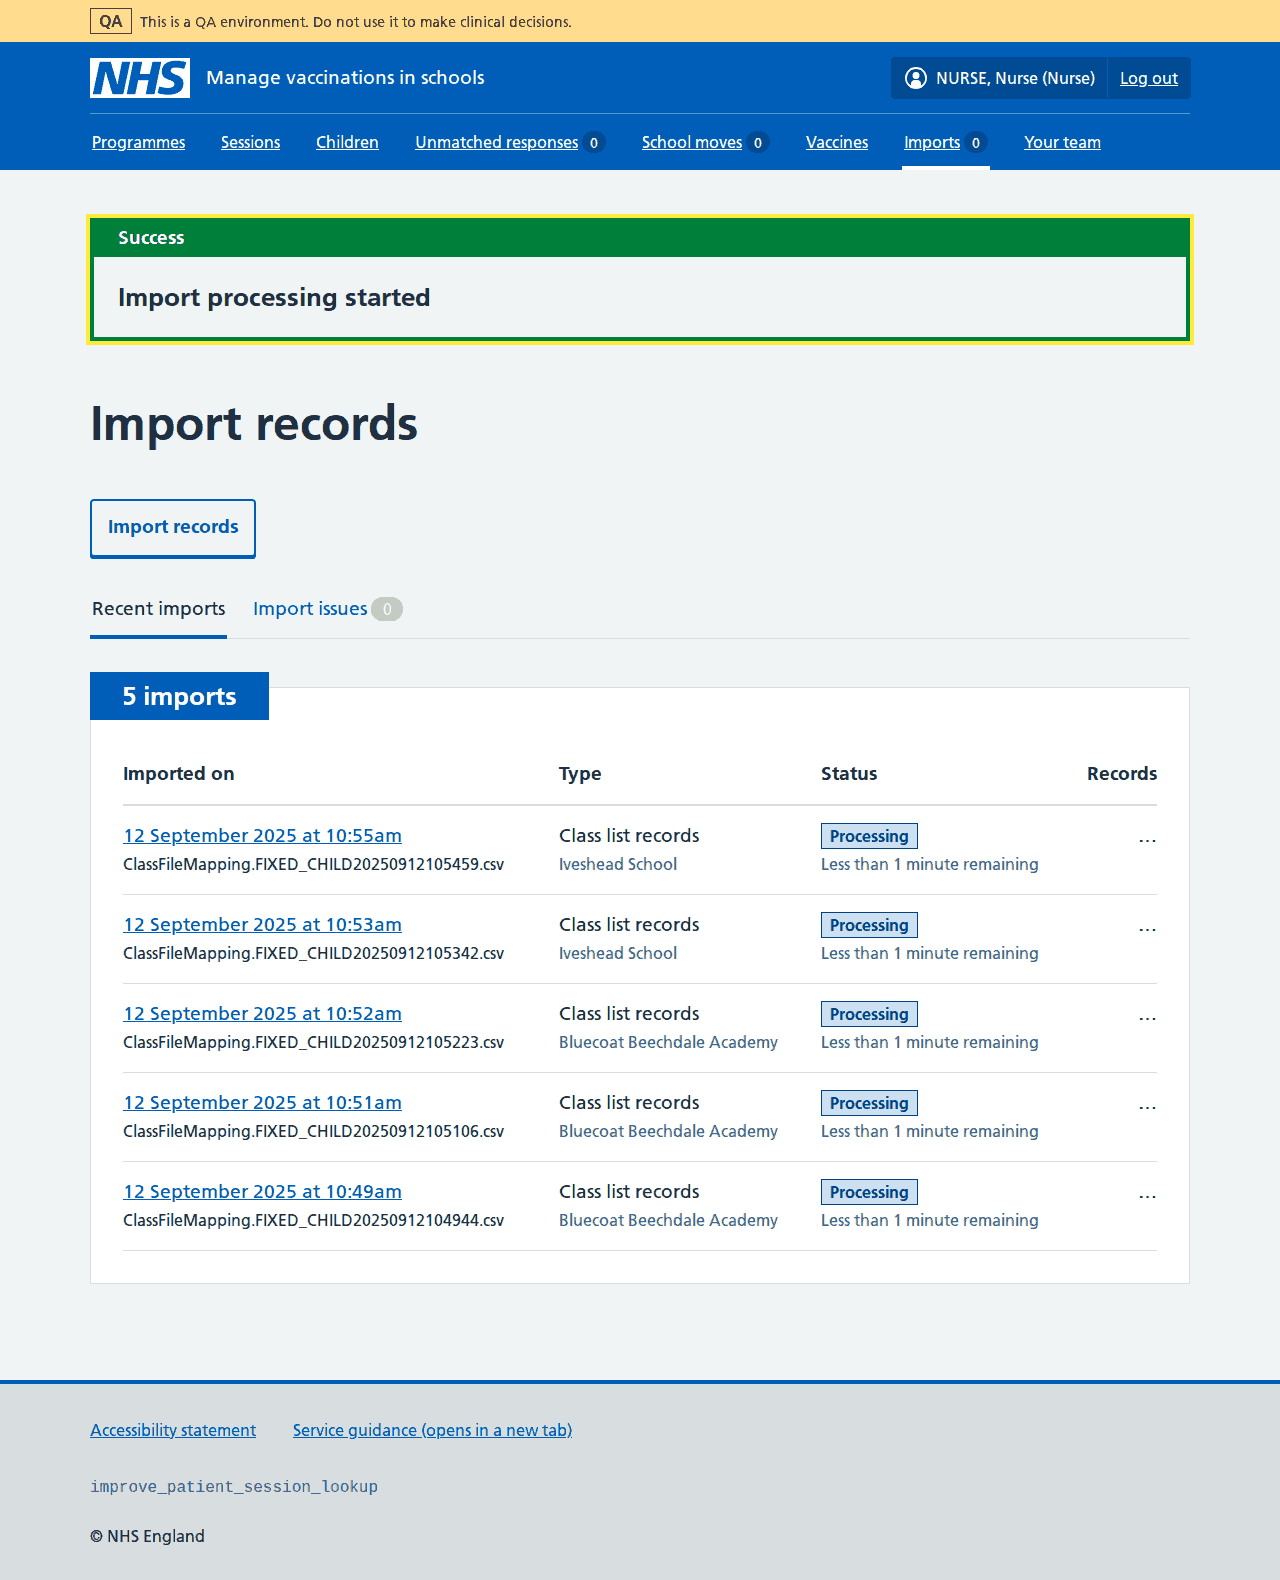 QA This is a QA environment. Do not use it to make clinical decisions.
NHS Manage vaccinations in schools NURSE, Nurse (Nurse) Log out
Programmes Sessions Children Unmatched responses 0 School moves 0 Vaccines Imports 0 Your team
Success
Import processing started
Import records
Import records
Recent imports Import issues 0
5 imports
Imported on Type Status Records
12 September 2025 at 10:55am Class list records Processing ...
ClassFileMapping.FIXED_CHILD20250912105459.csv Iveshead School Less than 1 minute remaining
12 September 2025 at 10:53am Class list records Processing ...
ClassFileMapping.FIXED_CHILD20250912105342.csv Iveshead School Less than 1 minute remaining
12 September 2025 at 10:52am Class list records Processing ...
ClassFileMapping.FIXED_CHILD20250912105223.csv Bluecoat Beechdale Academy Less than 1 minute remaining
12 September 2025 at 10:51am Class list records Processing ...
ClassFileMapping.FIXED_CHILD20250912105106.csv Bluecoat Beechdale Academy Less than 1 minute remaining
12 September 2025 at 10:49am Class list records Processing ...
ClassFileMapping.FIXED_CHILD20250912104944.csv Bluecoat Beechdale Academy Less than 1 minute remaining
Accessibility statement Service guidance (opens in a new tab)
improve_patient_session_lookup
© NHS England